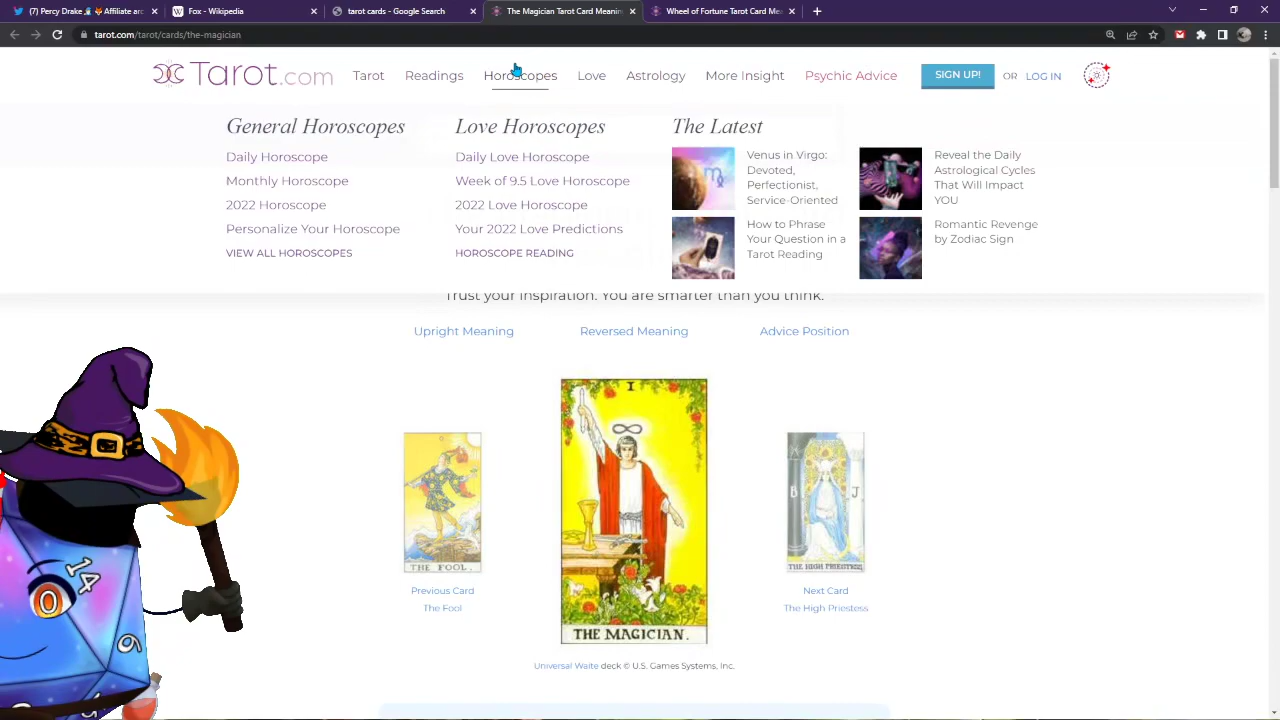 (7) Percy Drake @ affarian arti
Wikipedia
tarot cards - Google Search
The Magician Tarot Card Meanin
Wheel of Fortune Tarot Card Me
tarot.com/tarot/cards/the-magician
Tarot.com
Tarot
Readings
Horoscopes
Love
Astrology
More Insight
Psychic Advice
SIGN UP!
OR
LOG IN
General Horoscopes
Daily Horoscope
Monthly Horoscope
2022 Horoscope
Personalize Your Horoscope
VIEW ALL HOROSCOPES
Love Horoscopes
Daily Love Horoscope
Week of 9.5 Love Horoscope
2022 Love Horoscope
Your 2022 Love Predictions
HOROSCOPE READING
The Latest
Venus in Virgo:
Devoted,
Perfectionist,
Service-Oriented
How to Phrase
Your Question in a
Tarot Reading
Reveal the Daily
Astrological Cycles
That Will Impact
YOU
Romantic Revenge
by Zodiac Sign
Trust your inspiration. You are smarter than you think.
Upright Meaning
Reversed Meaning
Advice Position
I
THE FOOL.
THE MAGICIAN.
B J
THE HIGH PRIESTESS
Previous Card
The Fool
Next Card
The High Priestess
Universal Waite deck © U.S. Games Systems, Inc.
14
0
9